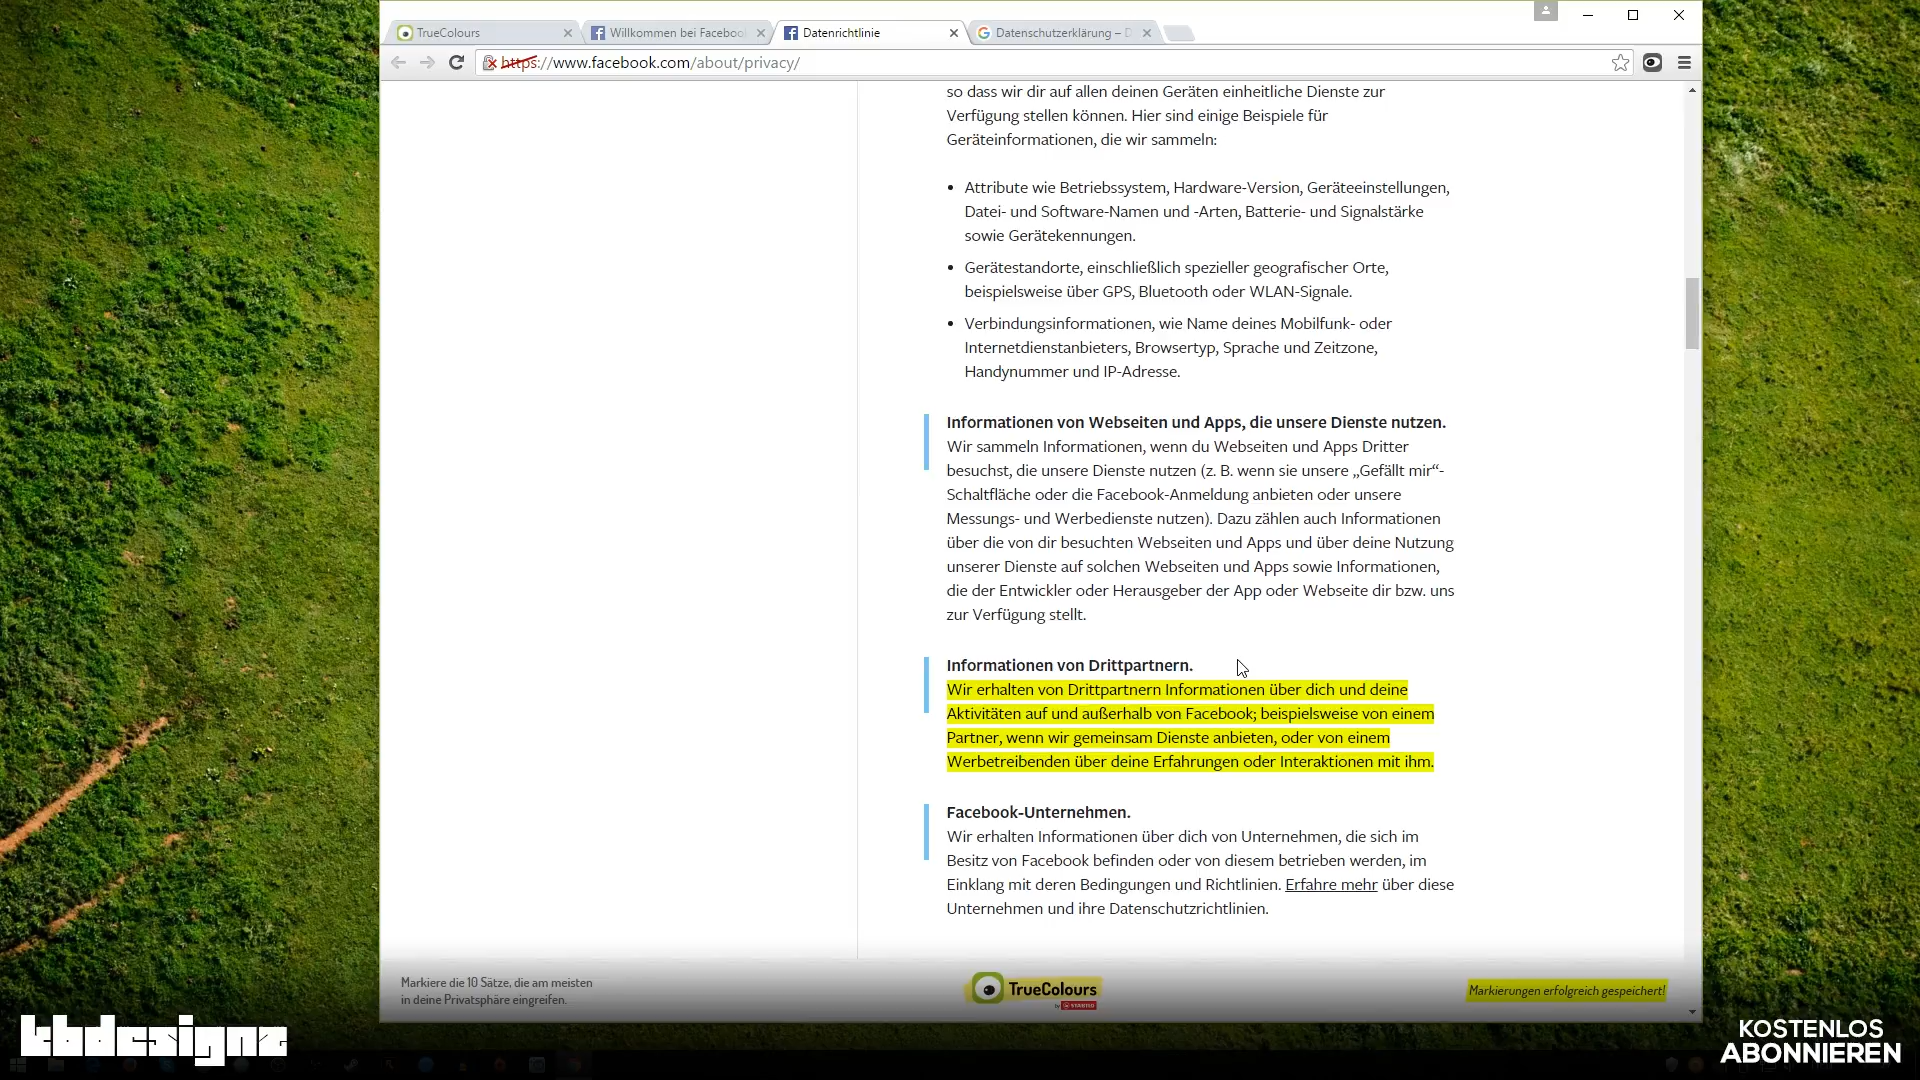 TrueColours
Willkommen bei Faceboo
Datenrichtlinie
Datenschutzerklärung – D
https://www.facebook.com/about/privacy/
so dass wir dir auf allen deinen Geräten einheitliche Dienste zur
Verfügung stellen können. Hier sind einige Beispiele für
Geräteinformationen, die wir sammeln:
• Attribute wie Betriebssystem, Hardware-Version, Geräteeinstellungen,
Datei- und Software-Namen und -Arten, Batterie- und Signalstärke
sowie Gerätekennungen.
• Gerätestandorte, einschließlich spezieller geografischer Orte,
beispielsweise über GPS, Bluetooth oder WLAN-Signale.
• Verbindungsinformationen, wie Name deines Mobilfunk- oder
Internetdienstanbieters, Browsertyp, Sprache und Zeitzone,
Handynummer und IP-Adresse.
Informationen von Webseiten und Apps, die unsere Dienste nutzen.
Wir sammeln Informationen, wenn du Webseiten und Apps Dritter
besuchst, die unsere Dienste nutzen (z. B. wenn sie unsere „Gefällt mir“-
Schaltfläche oder die Facebook-Anmeldung anbieten oder unsere
Messungs- und Werbedienste nutzen). Dazu zählen auch Informationen
über die von dir besuchten Webseiten und Apps und über deine Nutzung
unserer Dienste auf solchen Webseiten und Apps sowie Informationen,
die der Entwickler oder Herausgeber der App oder Webseite dir bzw. uns
zur Verfügung stellt.
Informationen von Drittpartnern.
Wir erhalten von Drittpartnern Informationen über dich und deine
Aktivitäten auf und außerhalb von Facebook; beispielsweise von einem
Partner, wenn wir gemeinsam Dienste anbieten, oder von einem
Werbetreibenden über deine Erfahrungen oder Interaktionen mit ihm.
Facebook-Unternehmen.
Wir erhalten Informationen über dich von Unternehmen, die sich im
Besitz von Facebook befinden oder von diesem betrieben werden, im
Einklang mit deren Bedingungen und Richtlinien. Erfahre mehr über diese
Unternehmen und ihre Datenschutzrichtlinien.
Markiere die 10 Sätze, die am meisten
in deine Privatsphäre eingreifen.
TrueColours
Markierungen erfolgreich gespeichert!
kbdesignz
KOSTENLOS
ABONNIEREN